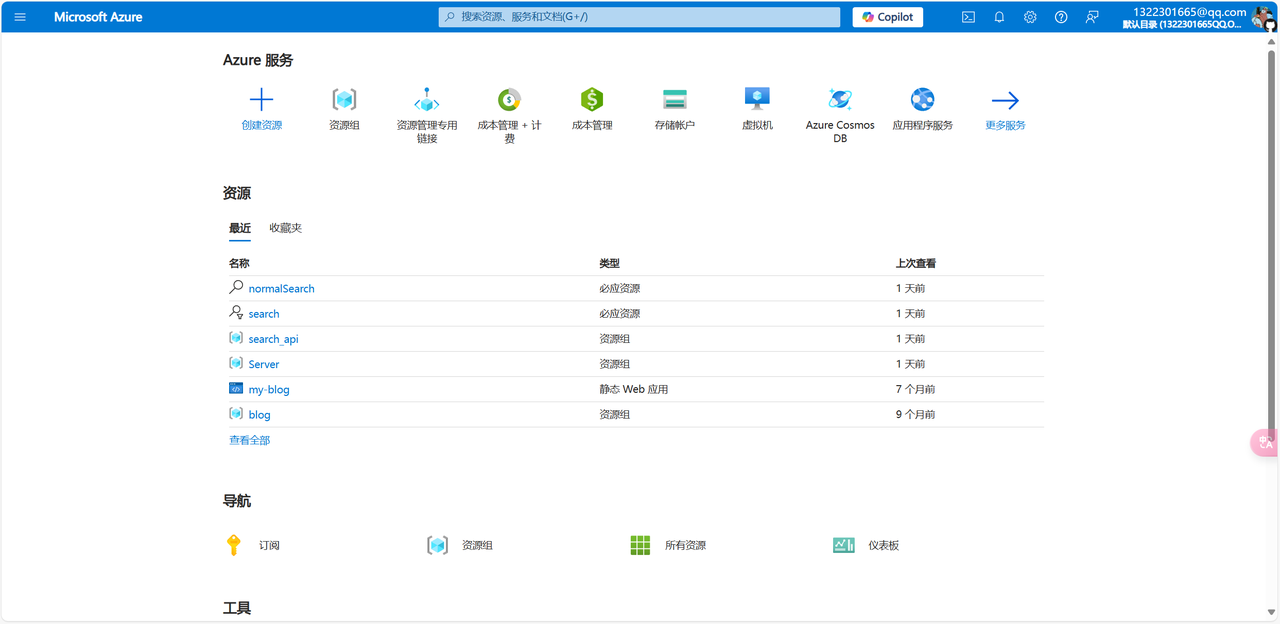 Microsoft Azure
搜索资源、服务和文档(G+/)
Copilot
1322301665@qq.com
默认目录 (1322301665QQ.O...
Azure 服务
创建资源
资源组
资源管理专用
链接
成本管理 + 计
费
成本管理
存储帐户
虚拟机
Azure Cosmos
DB
应用程序服务
更多服务
资源
最近 收藏夹
名称 类型 上次查看
normalSearch 必应资源 1 天前
search 必应资源 1 天前
search_api 资源组 1 天前
Server 资源组 1 天前
my-blog 静态 Web 应用 7 个月前
blog 资源组 9 个月前
查看全部
导航
订阅 资源组 所有资源 仪表板
工具